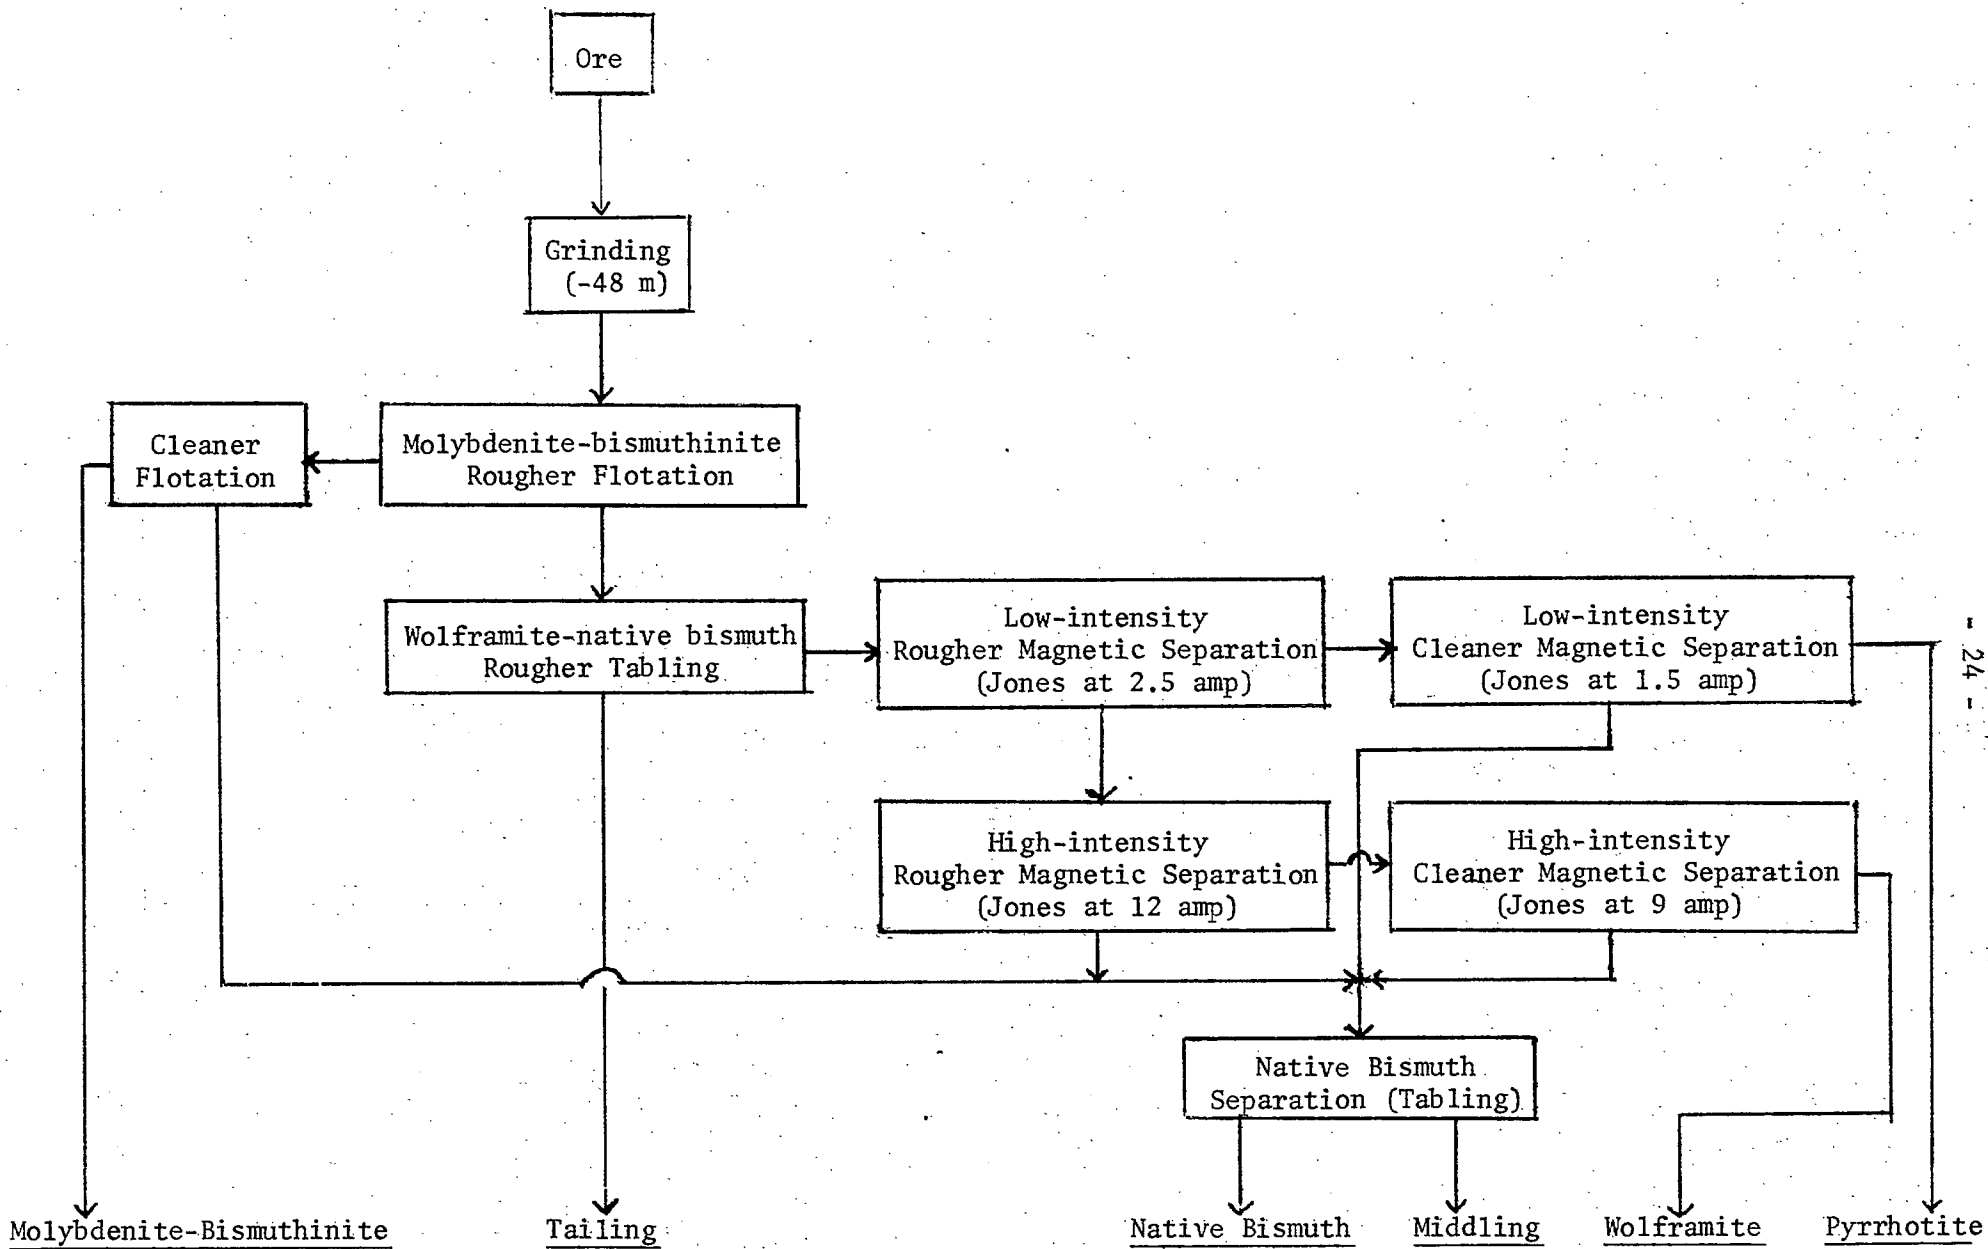 Ore
Grinding
(-48 m)
Cleaner
Flotation
Molybdenite-bismuthinite
Rougher Flotation
Wolframite-native bismuth
Rougher Tabling
Low-intensity
Rougher Magnetic Separation
(Jones at 2.5 amp)
Low-intensity
Cleaner Magnetic Separation
(Jones at 1.5 amp)
- 24 -
High-intensity
Rougher Magnetic Separation
(Jones at 12 amp)
High-intensity
Cleaner Magnetic Separation
(Jones at 9 amp)
Native Bismuth
Separation (Tabling)
Molybdenite-Bismuthinite
Tailing
Native Bismuth
Middling
Wolframite
Pyrrhotite